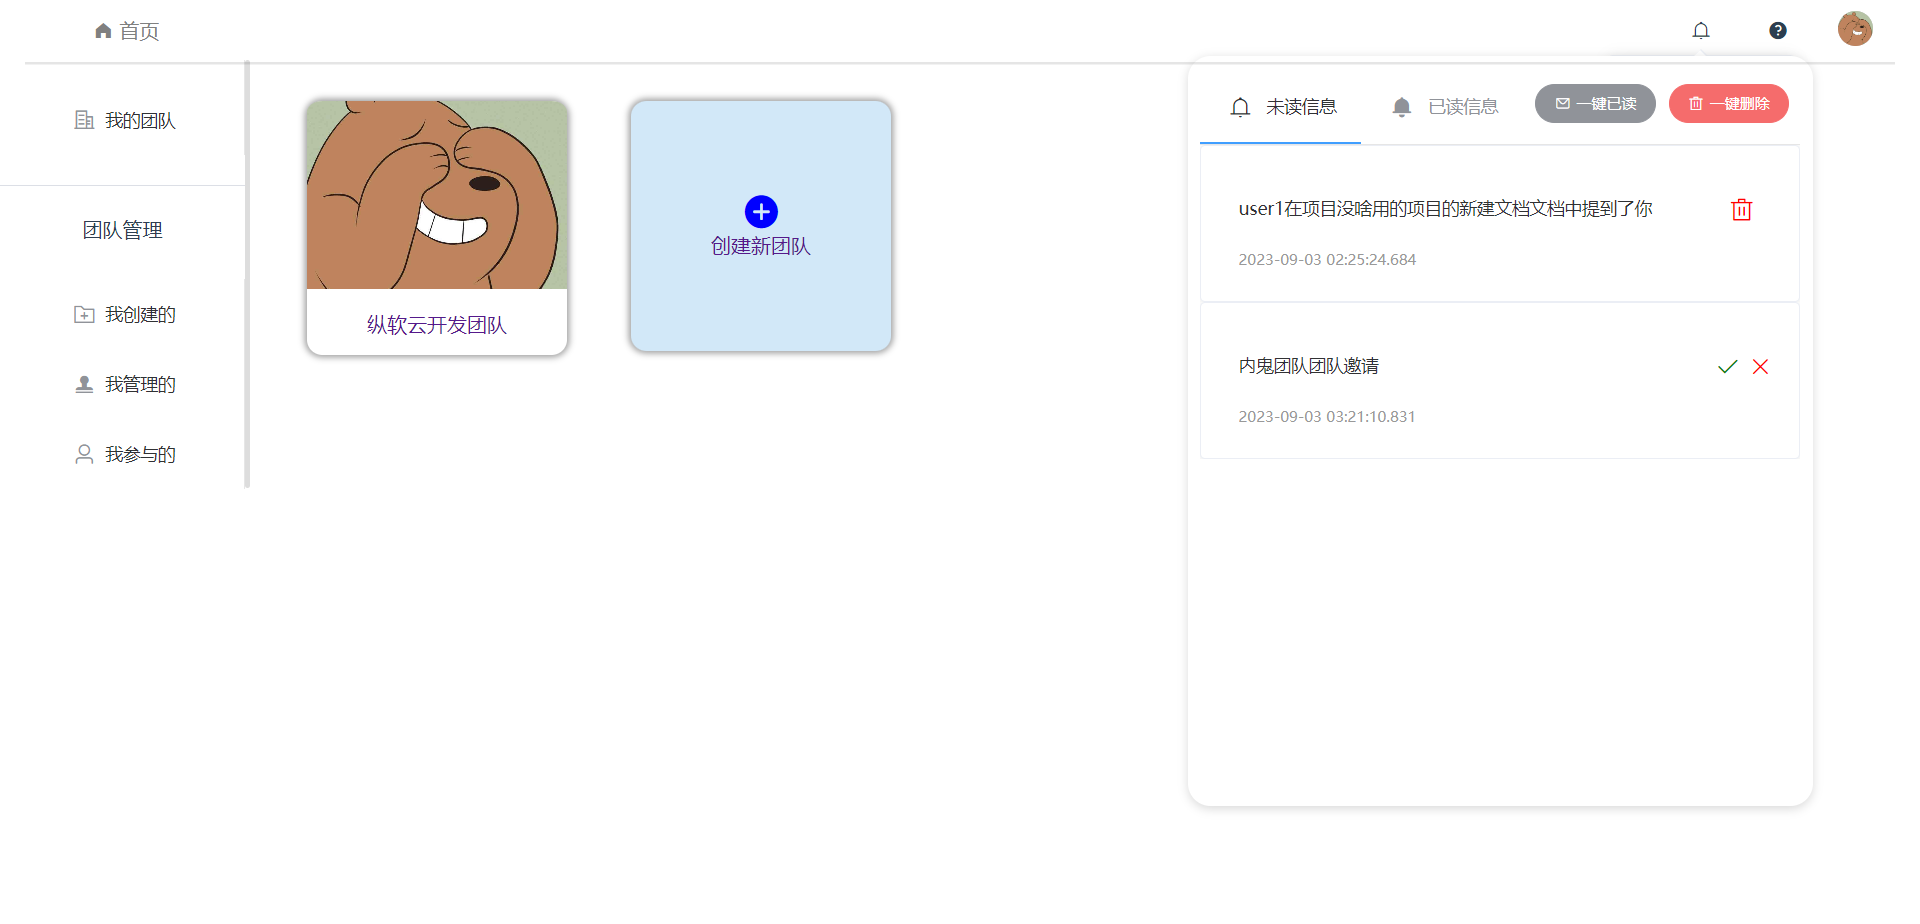 首页
我的团队
团队管理
我创建的
我管理的
我参与的
纵软云开发团队
创建新团队
未读信息
已读信息
一键已读
一键删除
user1在项目没啥用的项目的新建文档文档中提到了你
2023-09-03 02:25:24.684
内鬼团队团队邀请
2023-09-03 03:21:10.831